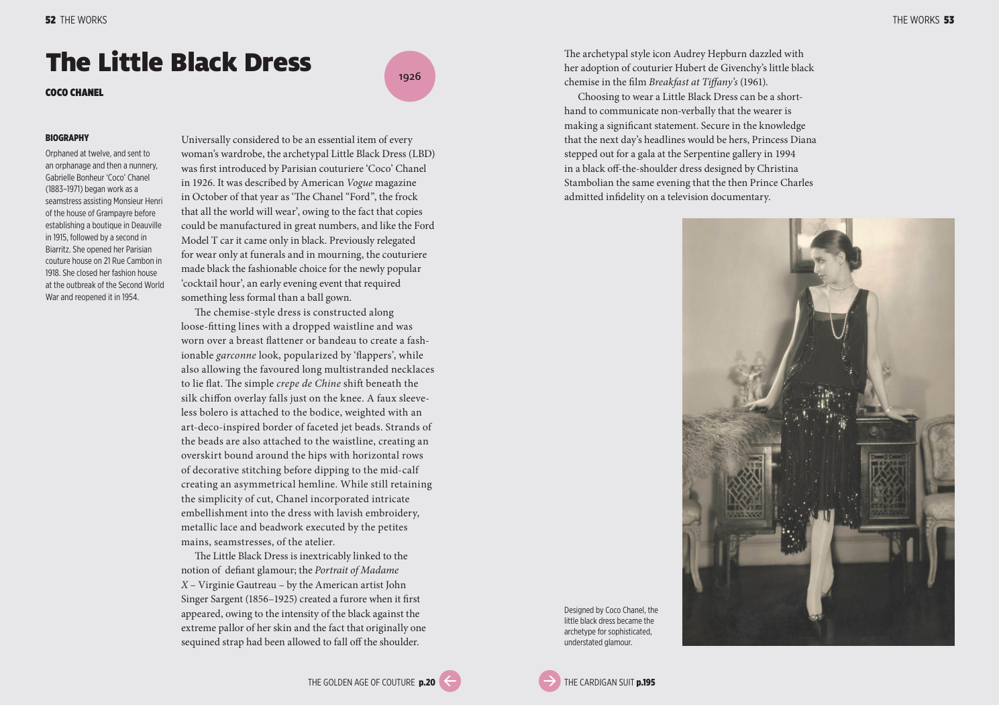 52 THE WORKS
The Little Black Dress
COCO CHANEL
1926
BIOGRAPHY
Orphaned at twelve, and sent to
an orphanage and then a nunnery,
Gabrielle Bonheur ‘Coco’ Chanel
(1883–1971) began work as a
seamstress assisting Monsieur Henri
of the house of Grampayre before
establishing a boutique in Deauville
in 1915, followed by a second in
Biarritz. She opened her Parisian
couture house on 21 Rue Cambon in
1918. She closed her fashion house
at the outbreak of the Second World
War and reopened it in 1954.
Universally considered to be an essential item of every
woman’s wardrobe, the archetypal Little Black Dress (LBD)
was first introduced by Parisian couturiere ‘Coco’ Chanel
in 1926. It was described by American Vogue magazine
in October of that year as ‘The Chanel “Ford”, the frock
that all the world will wear’, owing to the fact that copies
could be manufactured in great numbers, and like the Ford
Model T car it came only in black. Previously relegated
for wear only at funerals and in mourning, the couturiere
made black the fashionable choice for the newly popular
‘cocktail hour’, an early evening event that required
something less formal than a ball gown.
The chemise-style dress is constructed along
loose-fitting lines with a dropped waistline and was
worn over a breast flattener or bandeau to create a fash-
ionable garconne look, popularized by ‘flappers’, while
also allowing the favoured long multistranded necklaces
to lie flat. The simple crepe de Chine shift beneath the
silk chiffon overlay falls just on the knee. A faux sleeve-
less bolero is attached to the bodice, weighted with an
art-deco-inspired border of faceted jet beads. Strands of
the beads are also attached to the waistline, creating an
overskirt bound around the hips with horizontal rows
of decorative stitching before dipping to the mid-calf
creating an asymmetrical hemline. While still retaining
the simplicity of cut, Chanel incorporated intricate
embellishment into the dress with lavish embroidery,
metallic lace and beadwork executed by the petites
mains, seamstresses, of the atelier.
The Little Black Dress is inextricably linked to the
notion of defiant glamour; the Portrait of Madame
X – Virginie Gautreau – by the American artist John
Singer Sargent (1856–1925) created a furore when it first
appeared, owing to the intensity of the black against the
extreme pallor of her skin and the fact that originally one
sequined strap had been allowed to fall off the shoulder.
THE GOLDEN AGE OF COUTURE p.20
THE WORKS 53
The archetypal style icon Audrey Hepburn dazzled with
her adoption of couturier Hubert de Givenchy’s little black
chemise in the film Breakfast at Tiffany’s (1961).
Choosing to wear a Little Black Dress can be a short-
hand to communicate non-verbally that the wearer is
making a significant statement. Secure in the knowledge
that the next day’s headlines would be hers, Princess Diana
stepped out for a gala at the Serpentine gallery in 1994
in a black off-the-shoulder dress designed by Christina
Stambolian the same evening that the then Prince Charles
admitted infidelity on a television documentary.
Designed by Coco Chanel, the
little black dress became the
archetype for sophisticated,
understated glamour.
THE CARDIGAN SUIT p.195